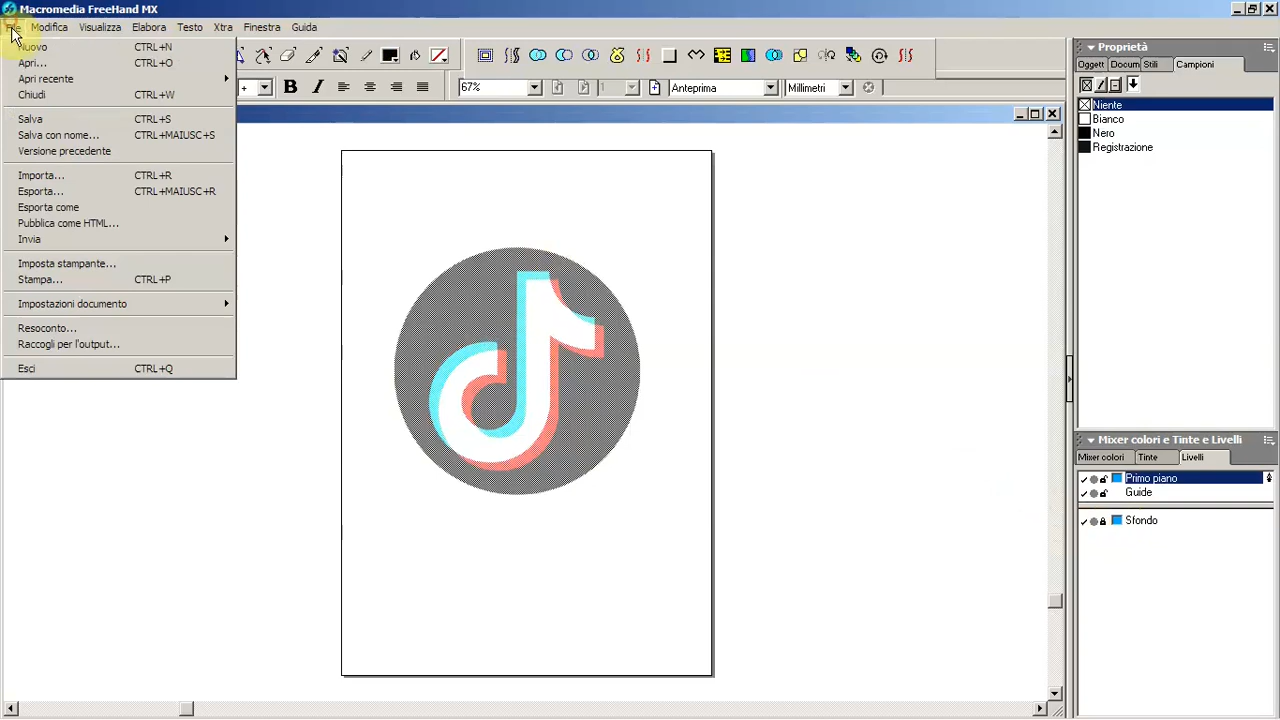 Macromedia FreeHand MX
File Modifica Visualizza Elabora Testo Xtra Finestra Guida
Nuovo CTRL+N
Apri... CTRL+O
Apri recente
Chiudi CTRL+W
Salva CTRL+S
Salva con nome... CTRL+MAIUSC+S
Versione precedente
Importa... CTRL+R
Esporta... CTRL+MAIUSC+R
Esporta come
Pubblica come HTML...
Invia
Imposta stampante...
Stampa... CTRL+P
Impostazioni documento
Resoconto...
Raccogli per l'output...
Esci CTRL+Q
+ B I 67% 1 Anteprima Millimetri
Proprietà
Oggett Docum Stili Campioni
Niente
Bianco
Nero
Registrazione
Mixer colori e Tinte e Livelli
Mixer colori Tinte Livelli
Primo piano
Guide
Sfondo